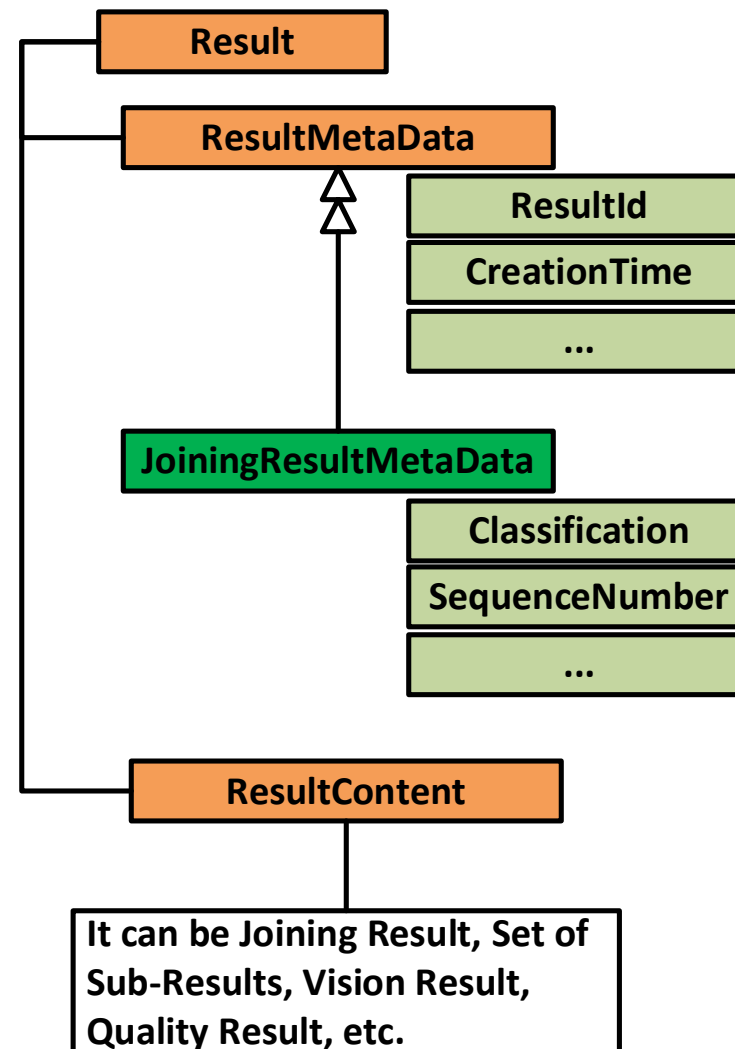 Result
ResultMetaData
ResultId
CreationTime
...
JoiningResultMetaData
Classification
SequenceNumber
...
ResultContent
It can be Joining Result, Set of
Sub-Results, Vision Result,
Quality Result, etc.